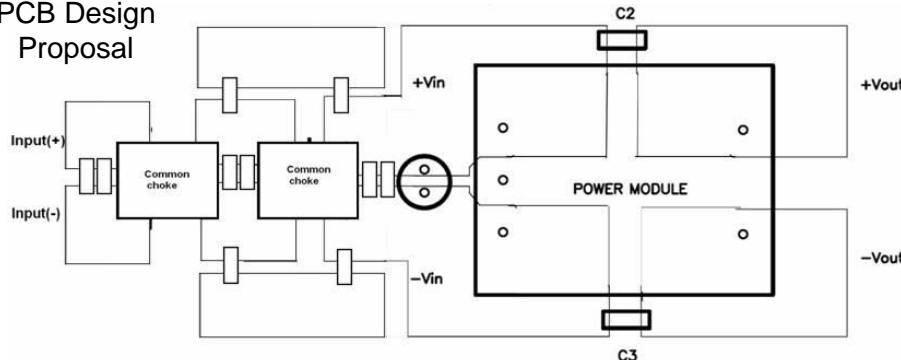 PCB Design
Proposal
C2
+Vin
+Vout
Input(+)
Common
choke
Common
choke
POWER MODULE
Input(-)
-Vin
-Vout
C3